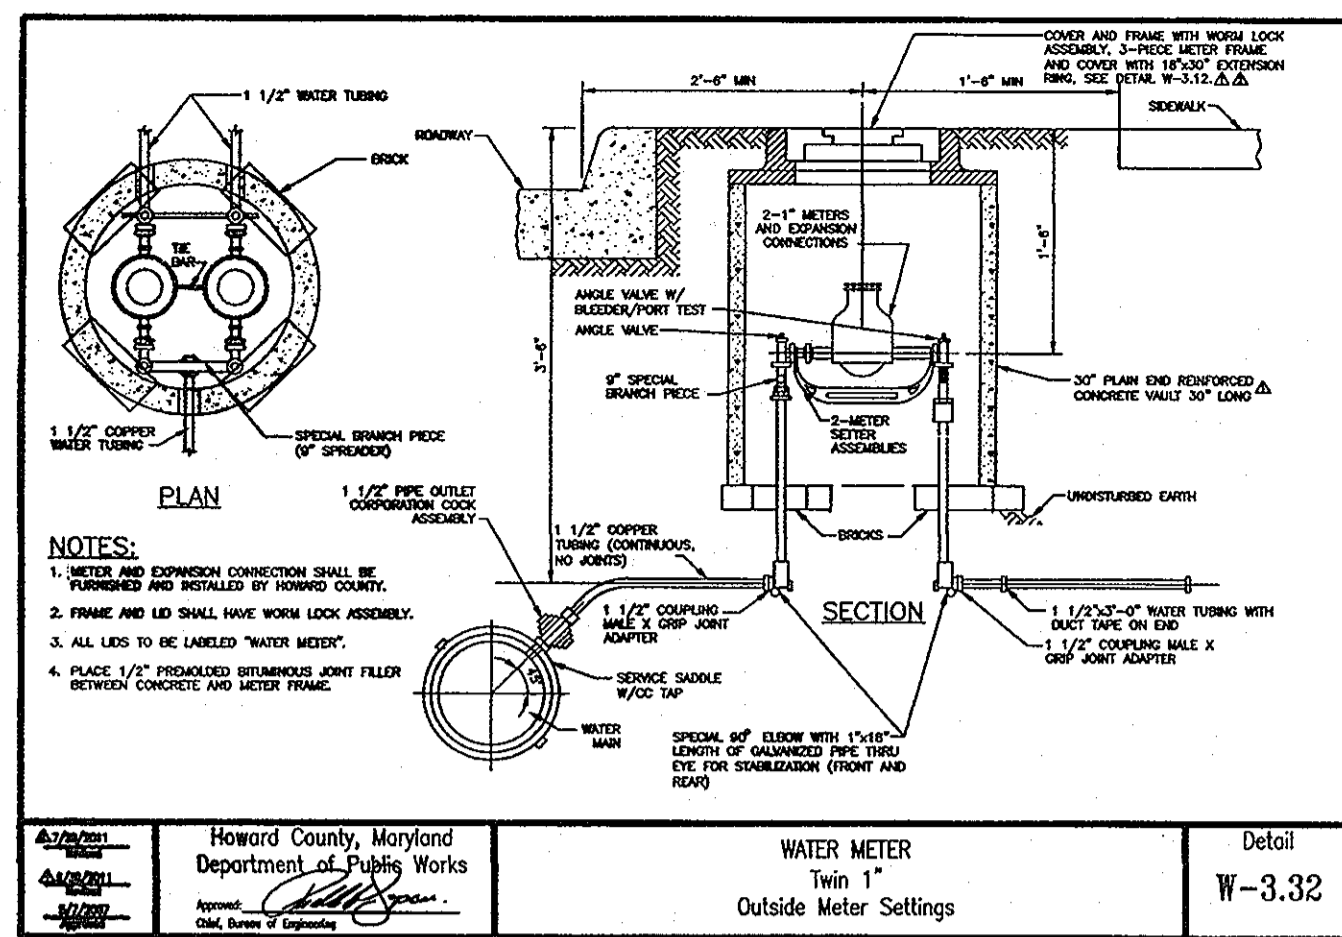 COVER AND FRAME WITH WORM LOCK
ASSEMBLY, 3-PIECE METER FRAME
AND COVER WITH 18"x30" EXTENSION
RING, SEE DETAIL W-3.12.
2'-6" MIN
1'-6" MIN
SIDEWALK
1 1/2" WATER TUBING
ROADWAY
BRICK
TIE
BAR
2-1" METERS
AND EXPANSION
CONNECTIONS
1'-6"
ANGLE VALVE W/
BLEEDER/PORT TEST
ANGLE VALVE
3'-6"
9" SPECIAL
BRANCH PIECE
30" PLAIN END REINFORCED
CONCRETE VAULT 30" LONG
2-METER
SETTER
ASSEMBLIES
1 1/2" COPPER
WATER TUBING
SPECIAL BRANCH PIECE
(9" SPREADER)
PLAN
1 1/2" PIPE OUTLET
CORPORATION COCK
ASSEMBLY
UNDISTURBED EARTH
BRICKS
1 1/2" COPPER
TUBING (CONTINUOUS,
NO JOINTS)
NOTES:
1. METER AND EXPANSION CONNECTION SHALL BE
FURNISHED AND INSTALLED BY HOWARD COUNTY.
2. FRAME AND LID SHALL HAVE WORM LOCK ASSEMBLY.
3. ALL LIDS TO BE LABELED "WATER METER".
4. PLACE 1/2" PREMOLDED BITUMINOUS JOINT FILLER
BETWEEN CONCRETE AND METER FRAME.
1 1/2" COUPLING
MALE X GRIP JOINT
ADAPTER
SECTION
1 1/2"x3'-0" WATER TUBING WITH
DUCT TAPE ON END
1 1/2" COUPLING MALE X
GRIP JOINT ADAPTER
45°
SERVICE SADDLE
W/CC TAP
WATER
MAIN
SPECIAL 90° ELBOW WITH 1"x18"
LENGTH OF GALVANIZED PIPE THRU
EYE FOR STABILIZATION (FRONT AND
REAR)
Revised
Revised
Approved
Howard County, Maryland
Department of Public Works
Approved:
Chief, Bureau of Engineering
WATER METER
Twin 1"
Outside Meter Settings
Detail
W-3.32